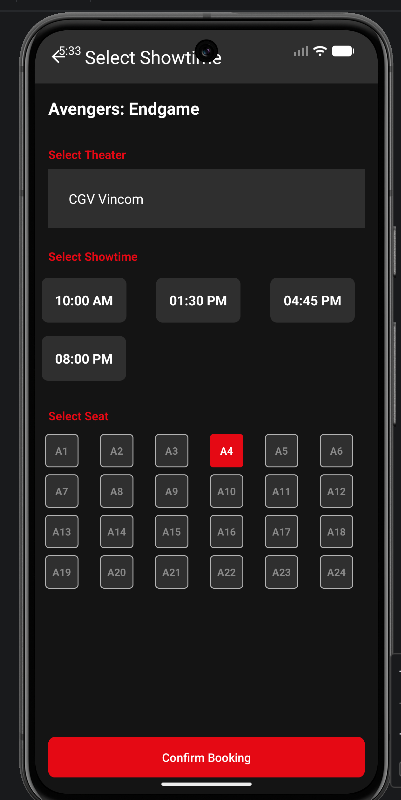 5:33
Select Showtime
Avengers: Endgame
Select Theater
CGV Vincom
Select Showtime
10:00 AM 01:30 PM 04:45 PM
08:00 PM
Select Seat
A1 A2 A3 A4 A5 A6
A7 A8 A9 A10 A11 A12
A13 A14 A15 A16 A17 A18
A19 A20 A21 A22 A23 A24
Confirm Booking